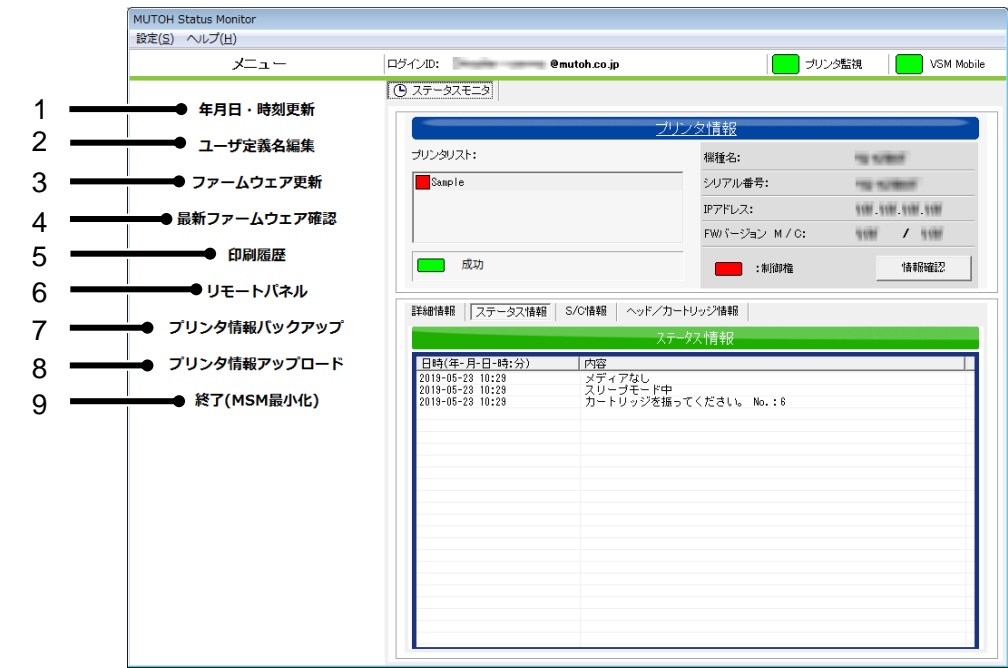 MUTOH Status Monitor
設定(S) ヘルプ(H)
メニュー
ログインID: @mutoh.co.jp
プリンタ監視
VSM Mobile
ステータスモニタ
1 年月日・時刻更新
2 ユーザ定義名編集
3 ファームウェア更新
4 最新ファームウェア確認
5 印刷履歴
6 リモートパネル
7 プリンタ情報バックアップ
8 プリンタ情報アップロード
9 終了(MSM最小化)
プリンタ情報
プリンタリスト:
Sample
成功
機種名:
シリアル番号:
IPアドレス:
FWバージョン M / C: /
:制御権
情報確認
詳細情報 ステータス情報 S/C情報 ヘッド/カートリッジ情報
ステータス情報
日時(年-月-日-時:分) 内容
2019-05-23 10:29 メディアなし
2019-05-23 10:29 スリープモード中
2019-05-23 10:29 カートリッジを振ってください。 No.:6